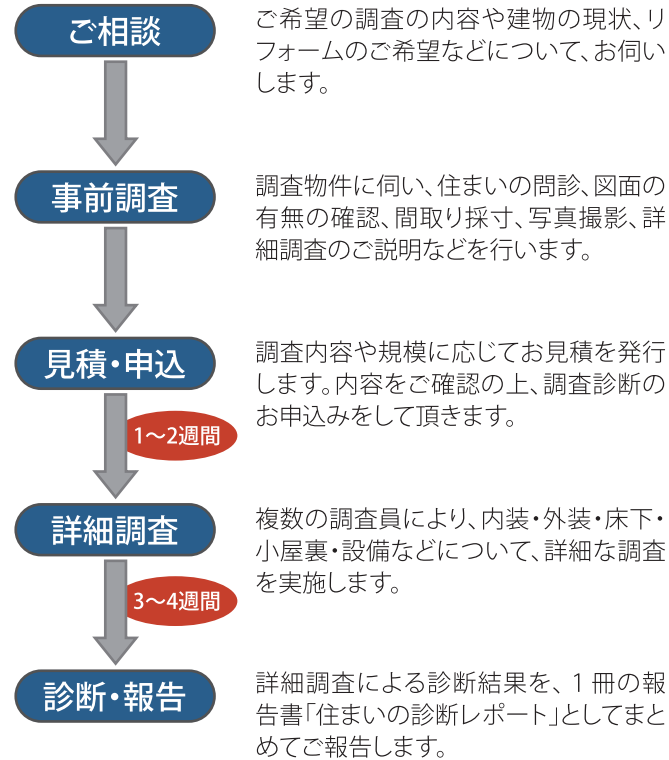 ご相談
ご希望の調査の内容や建物の現状、リ
フォームのご希望などについて、お伺い
します。
事前調査
調査物件に伺い、住まいの問診、図面の
有無の確認、間取り採寸、写真撮影、詳
細調査のご説明などを行います。
見積・申込
調査内容や規模に応じてお見積を発行
します。内容をご確認の上、調査診断の
お申込みをして頂きます。
1〜2週間
詳細調査
複数の調査員により、内装・外装・床下・
小屋裏・設備などについて、詳細な調査
を実施します。
3〜4週間
診断・報告
詳細調査による診断結果を、1冊の報
告書「住まいの診断レポート」としてまと
めてご報告します。